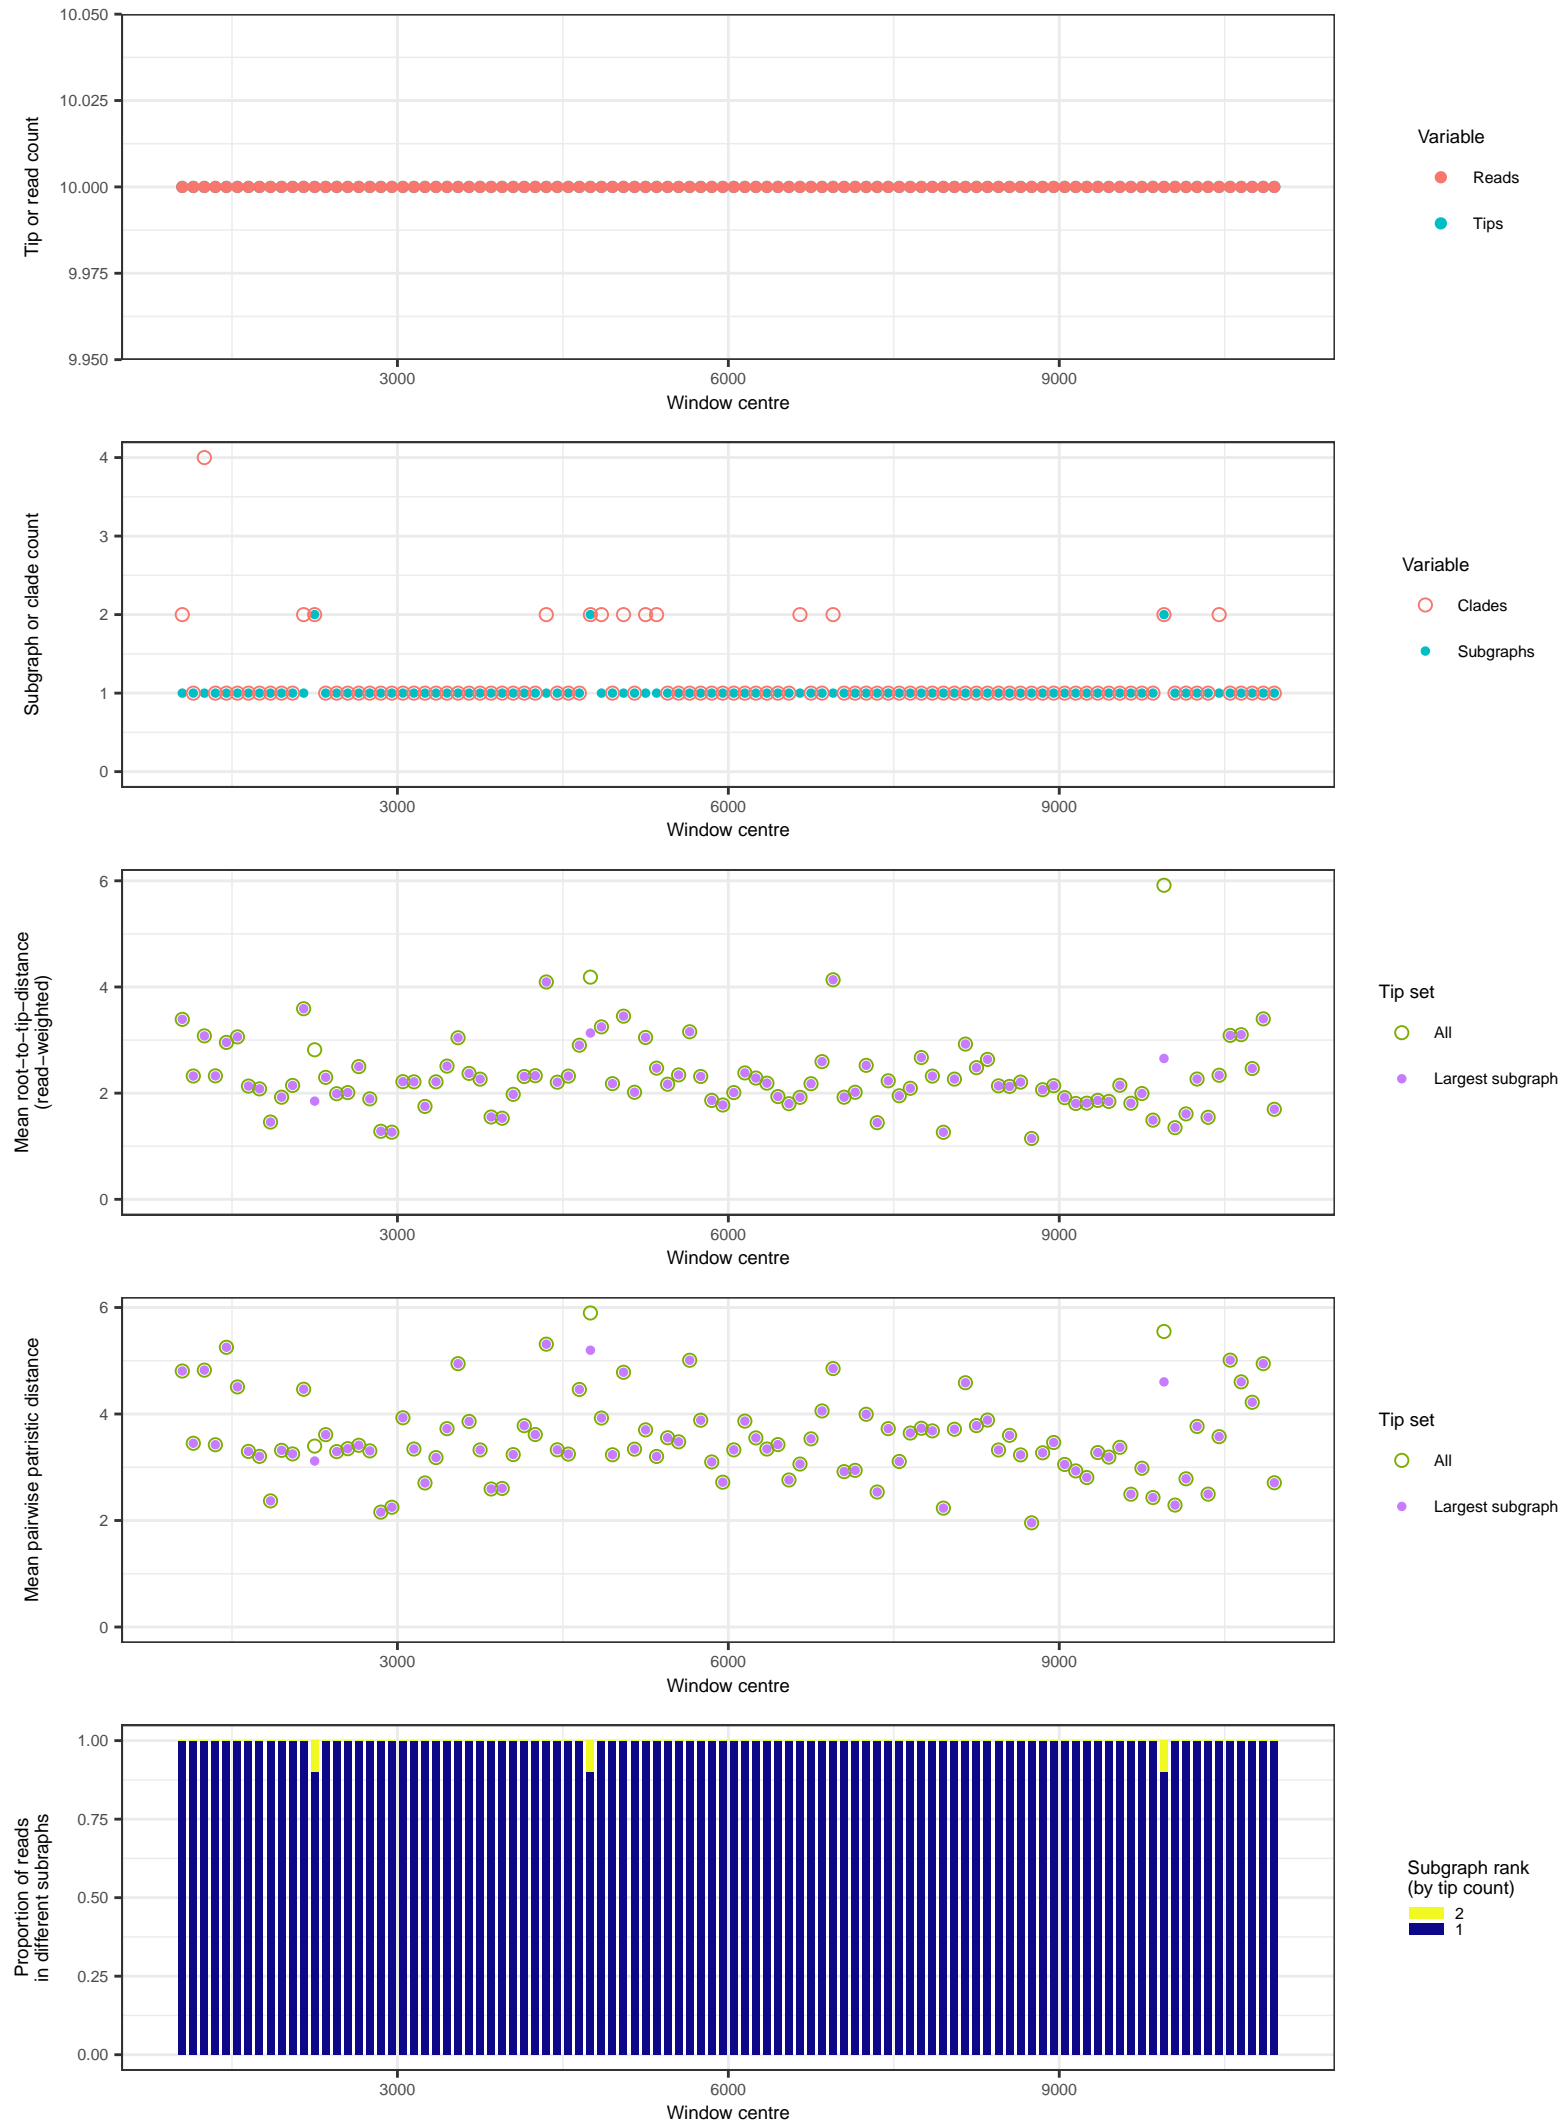 10.050
10.025
10.000
9.975
9.950
Tip or read count
3000
6000
9000
Window centre
Variable
Reads
Tips
4
3
2
1
0
Subgraph or clade count
3000
6000
9000
Window centre
Variable
Clades
Subgraphs
6
4
2
0
Mean root−to−tip−distance
(read−weighted)
3000
6000
9000
Window centre
Tip set
All
Largest subgraph
6
4
2
0
Mean pairwise patristic distance
3000
6000
9000
Window centre
Tip set
All
Largest subgraph
1.00
0.75
0.50
0.25
0.00
Proportion of reads
in different subraphs
3000
6000
9000
Window centre
Subgraph rank
(by tip count)
2
1